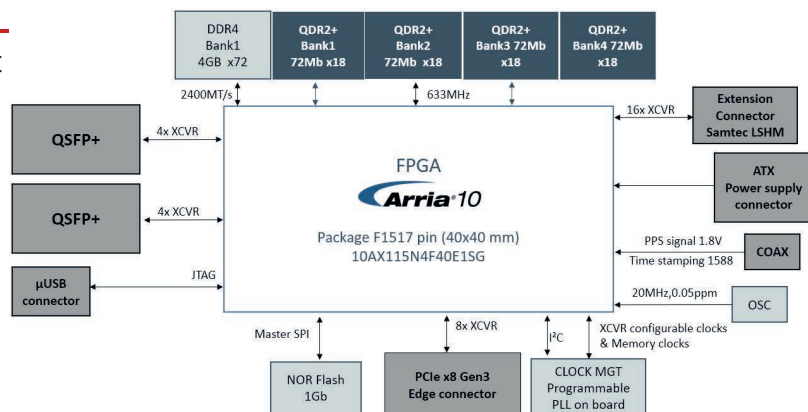 DDR4
Bank1
4GB x72
QDR2+
Bank1
72Mb x18
QDR2+
Bank2
72Mb x18
QDR2+
Bank3 72Mb
x18
QDR2+
Bank4 72Mb
x18
2400MT/s
633MHz
QSFP+
4x XCVR
QSFP+
4x XCVR
µUSB
connector
JTAG
FPGA
Arria 10
Package F1517 pin (40x40 mm)
10AX115N4F40E1SG
16x XCVR
Extension
Connector
Samtec LSHM
ATX
Power supply
connector
PPS signal 1.8V
Time stamping 1588
COAX
20MHz,0.05ppm
OSC
Master SPI
8x XCVR
I²C
XCVR configurable clocks
& Memory clocks
NOR Flash
1Gb
PCIe x8 Gen3
Edge connector
CLOCK MGT
Programmable
PLL on board